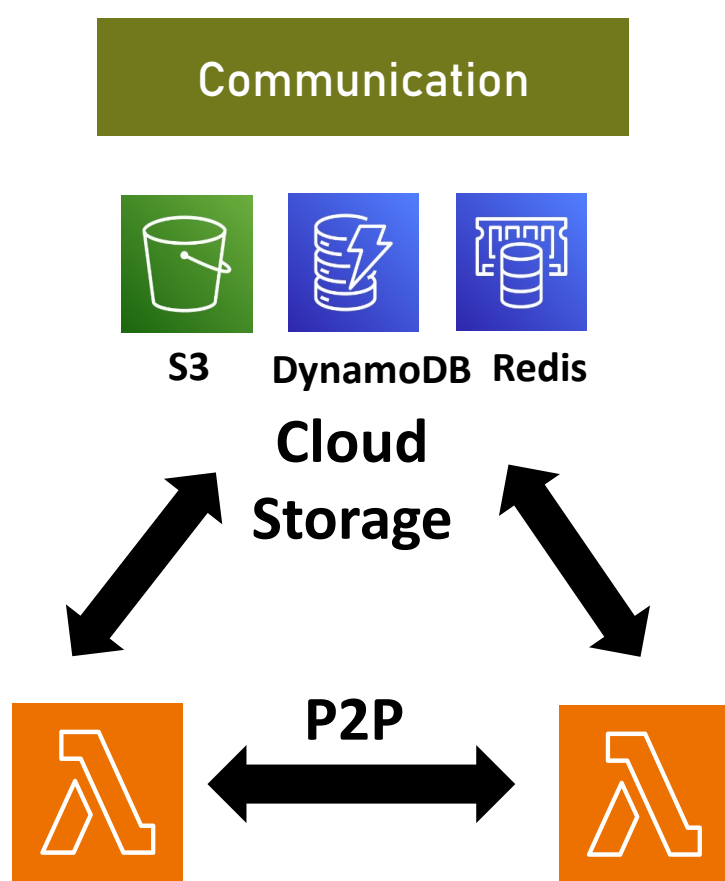 Communication
S3 DynamoDB Redis
Cloud
Storage
P2P